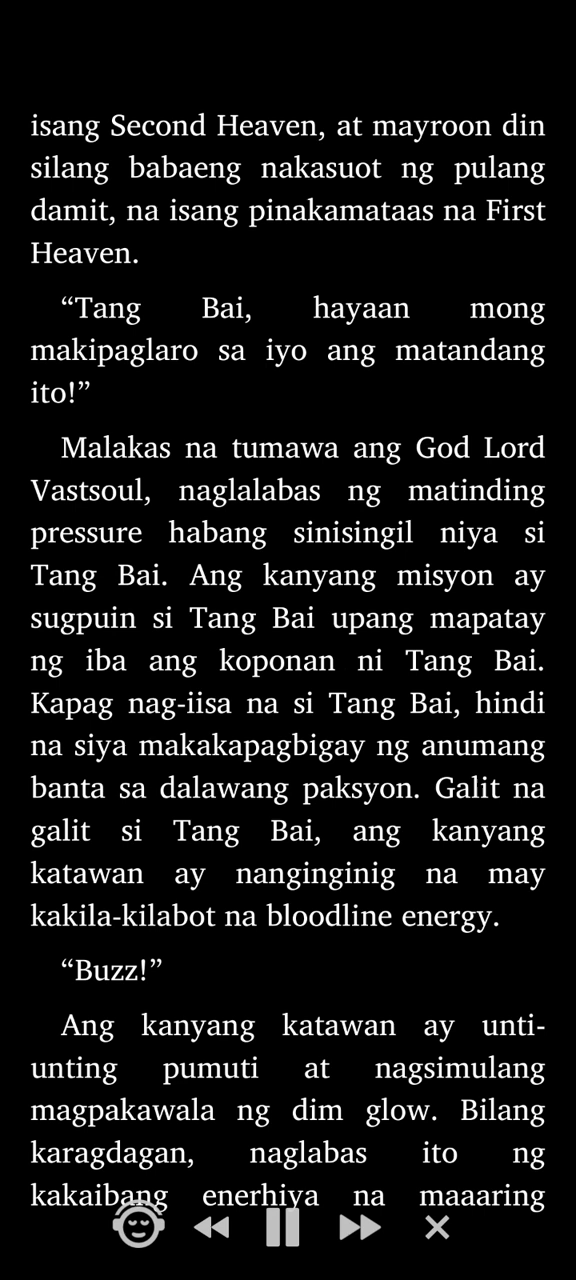 isang Second Heaven, at mayroon din
silang babaeng nakasuot ng pulang
damit, na isang pinakamataas na First
Heaven.
“Tang Bai, hayaan mong
makipaglaro sa iyo ang matandang
ito!”
Malakas na tumawa ang God Lord
Vastsoul, naglalabas ng matinding
pressure habang sinisingil niya si
Tang Bai. Ang kanyang misyon ay
sugpuin si Tang Bai upang mapatay
ng iba ang koponan ni Tang Bai.
Kapag nag-iisa na si Tang Bai, hindi
na siya makakapagbigay ng anumang
banta sa dalawang paksyon. Galit na
galit si Tang Bai, ang kanyang
katawan ay nanginginig na may
kakila-kilabot na bloodline energy.
“Buzz!”
Ang kanyang katawan ay unti-
unting pumuti at nagsimulang
magpakawala ng dim glow. Bilang
karagdagan, naglabas ito ng
kakaibang enerhiya na maaaring